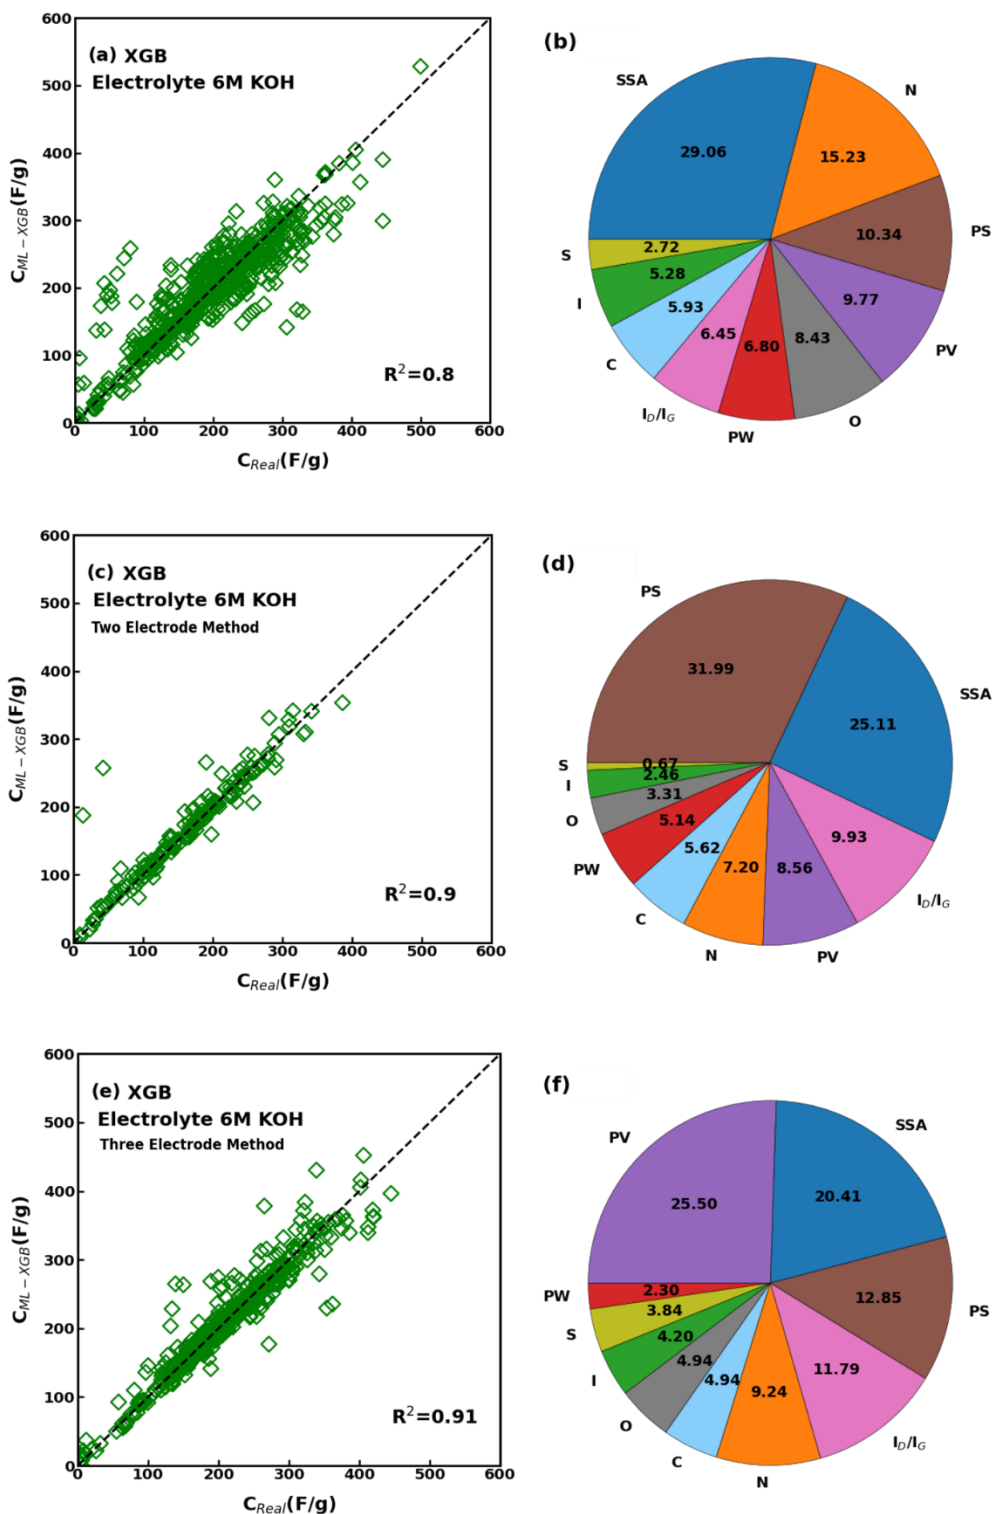 (a) XGB
Electrolyte 6M KOH
R²=0.8
600
500
400
300
200
100
0
0 100 200 300 400 500 600
C_ML-XGB(F/g)
C_Real(F/g)
(b)
SSA
N
PS
PV
O
PW
I_D/I_G
C
I
S
29.06
15.23
10.34
9.77
8.43
6.80
6.45
5.93
5.28
2.72
(c) XGB
Electrolyte 6M KOH
Two Electrode Method
R²=0.9
600
500
400
300
200
100
0
0 100 200 300 400 500 600
C_ML-XGB(F/g)
C_Real(F/g)
(d)
PS
SSA
I_D/I_G
PV
N
C
PW
O
I
S
31.99
25.11
9.93
8.56
7.20
5.62
5.14
3.31
2.46
0.67
(e) XGB
Electrolyte 6M KOH
Three Electrode Method
R²=0.91
600
500
400
300
200
100
0
0 100 200 300 400 500 600
C_ML-XGB(F/g)
C_Real(F/g)
(f)
PV
SSA
PS
I_D/I_G
N
C
O
I
S
PW
25.50
20.41
12.85
11.79
9.24
4.94
4.94
4.20
3.84
2.30